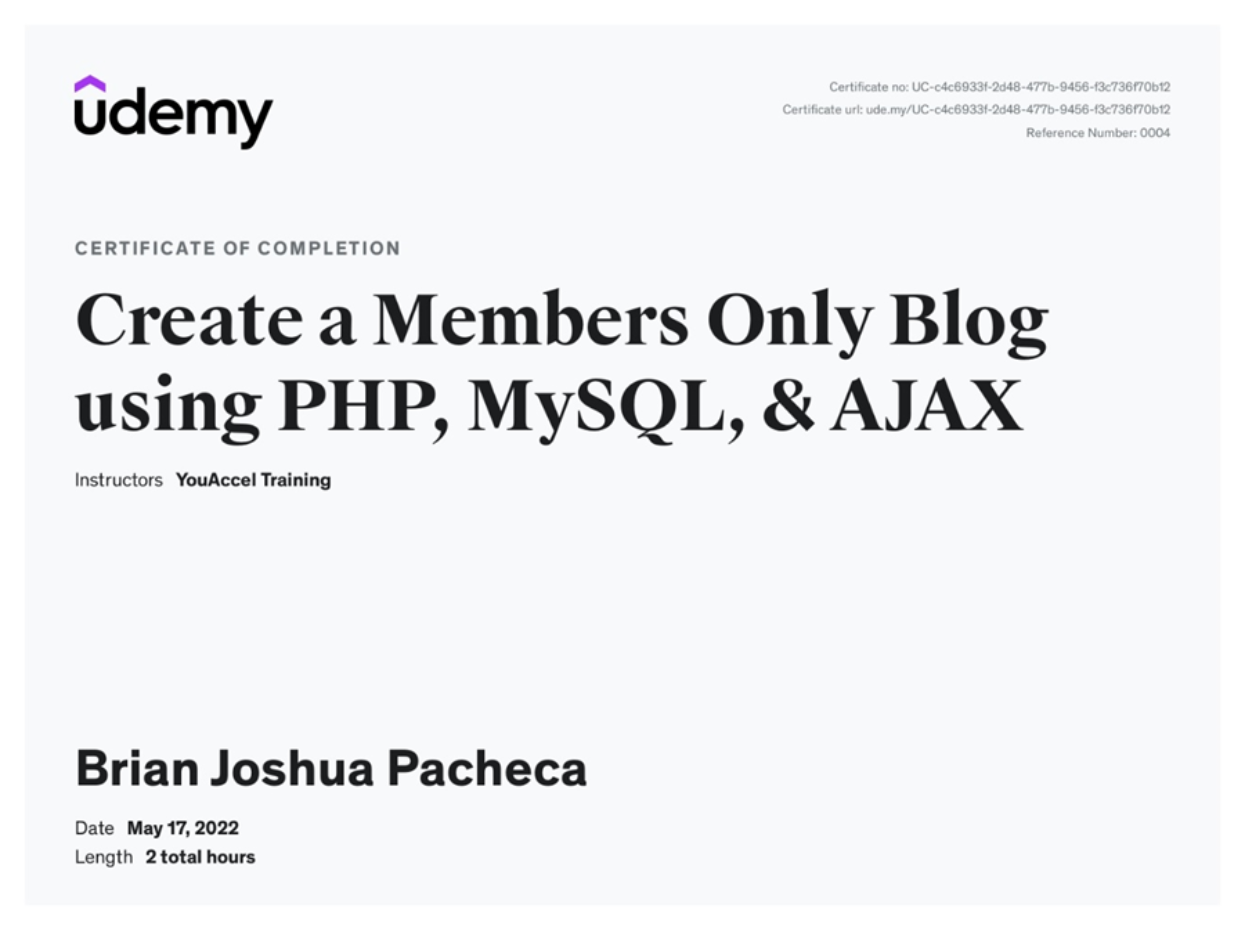 udemy
Certificate no: UC-c4c6933f-2d48-477b-9456-f3c736f70b12
Certificate url: ude.my/UC-c4c6933f-2d48-477b-9456-f3c736f70b12
Reference Number: 0004
CERTIFICATE OF COMPLETION
Create a Members Only Blog
using PHP, MySQL, & AJAX
Instructors YouAccel Training
Brian Joshua Pacheca
Date May 17, 2022
Length 2 total hours